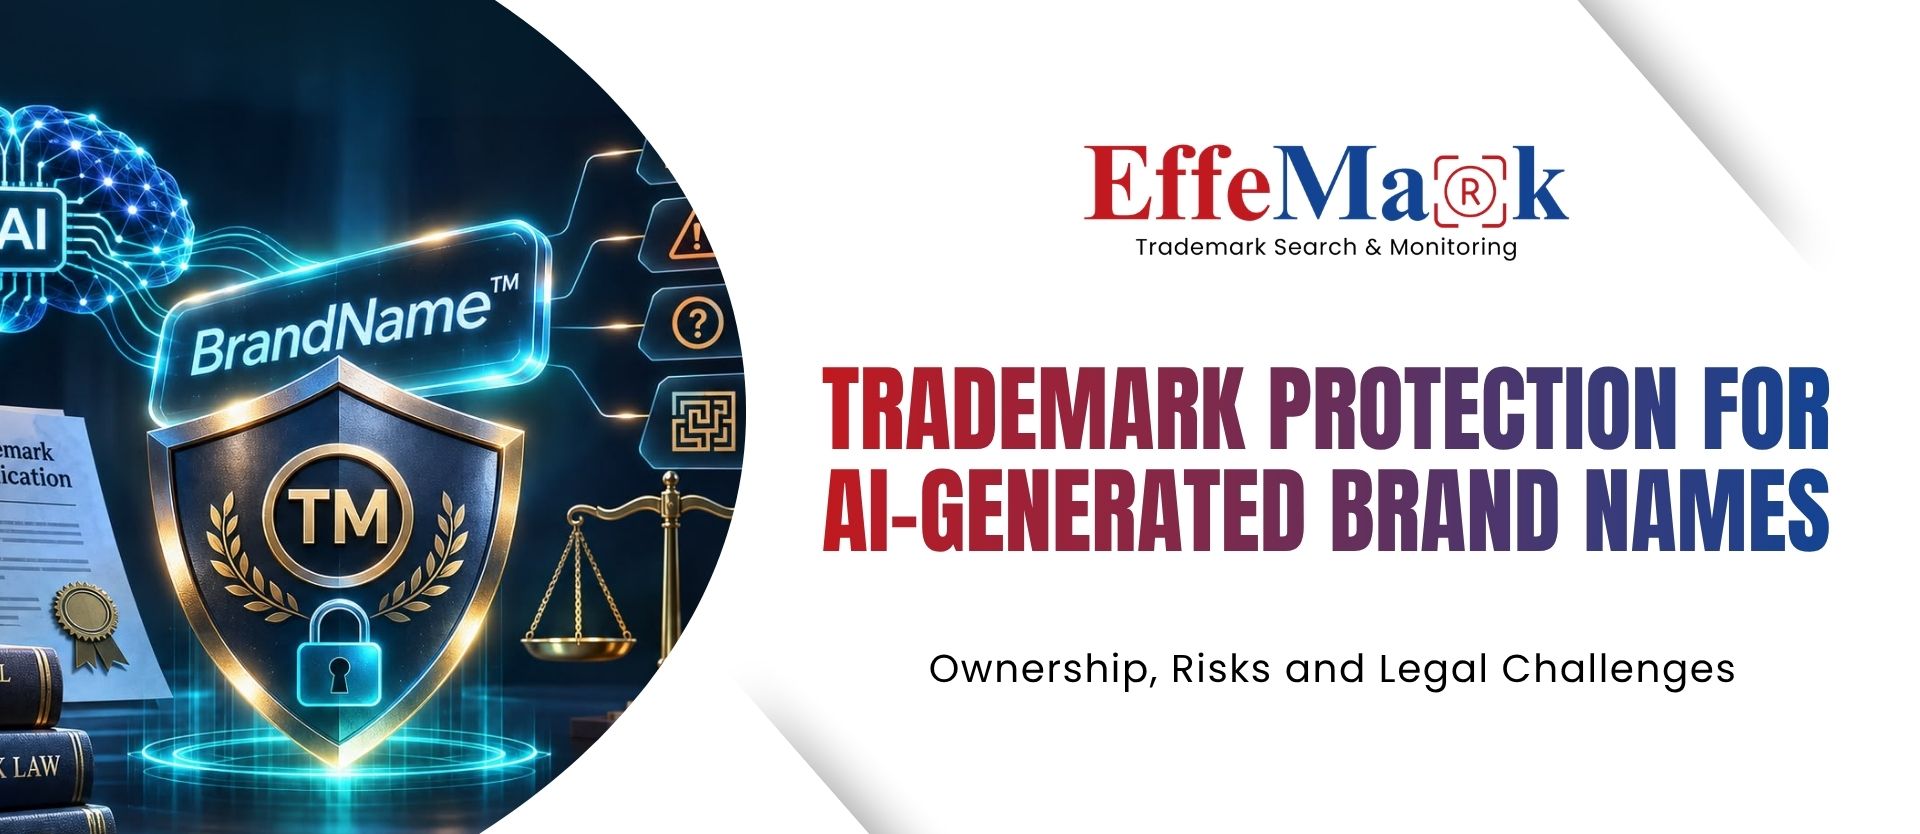 AI
BrandName™
emark
ication
TM
L
K LAW
EffeMa®k
Trademark Search & Monitoring
TRADEMARK PROTECTION FOR
AI-GENERATED BRAND NAMES
Ownership, Risks and Legal Challenges